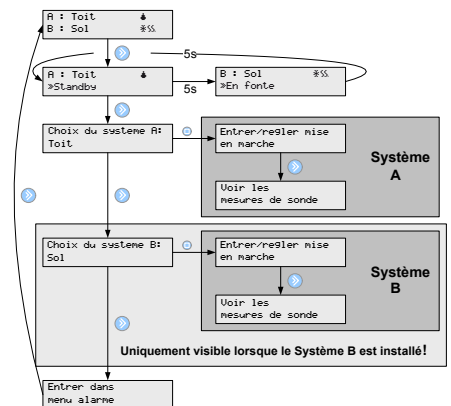 A : Toit
B : Sol
5s
A : Toit
»Standby
5s
B : Sol
»En fonte
Choix du systeme A:
Toit
Entrer/regler mise
en marche
Système
A
Voir les
mesures de sonde
Choix du systeme B:
Sol
Entrer/regler mise
en marche
Système
B
Voir les
mesures de sonde
Uniquement visible lorsque le Système B est installé!
Entrer dans
menu alarme